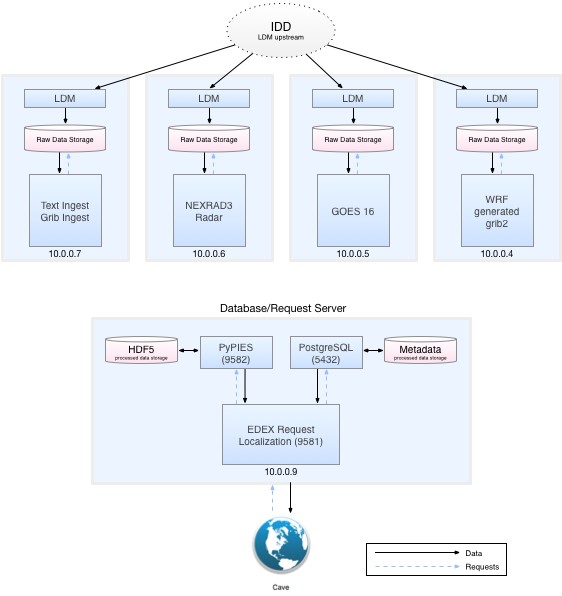 IDD
LDM upstream
LDM
LDM
LDM
LDM
Raw Data Storage
Raw Data Storage
Raw Data Storage
Raw Data Storage
Text Ingest
Grib Ingest
NEXRAD3
Radar
GOES 16
WRF
generated
grib2
10.0.0.7
10.0.0.6
10.0.0.5
10.0.0.4
Database/Request Server
HDF5
processed data storage
PyPIES
(9582)
PostgreSQL
(5432)
Metadata
processed data storage
EDEX Request
Localization (9581)
10.0.0.9
Cave
Data
Requests